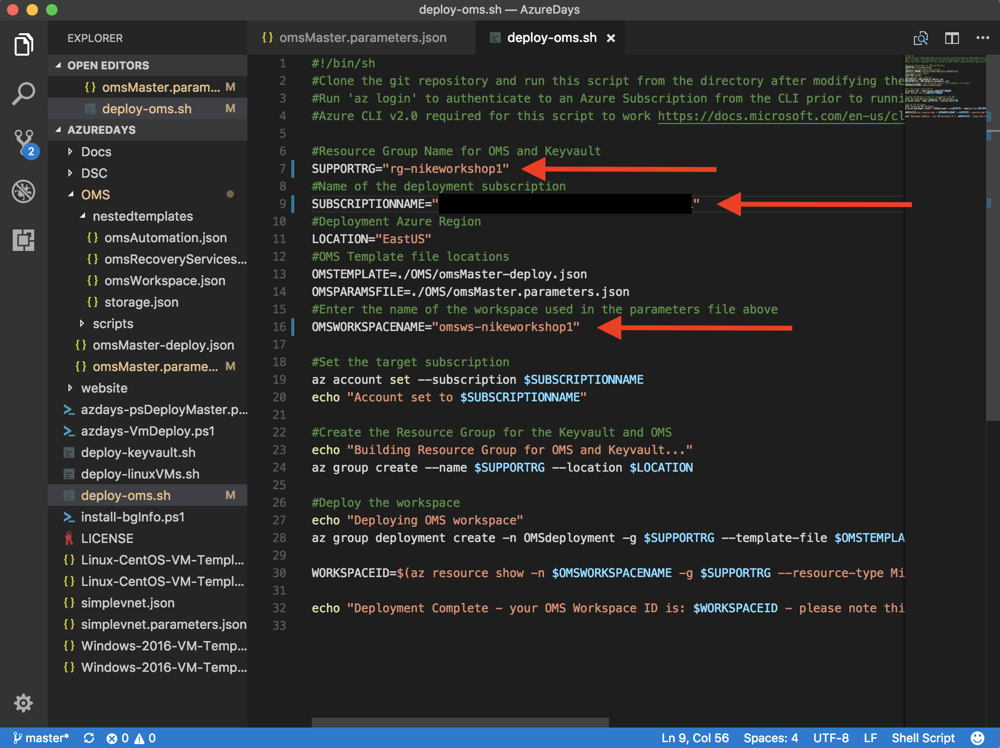 deploy-oms.sh — AzureDays
EXPLORER
OPEN EDITORS
{} omsMaster.param... M
deploy-oms.sh M
AZUREDAYS
Docs
DSC
OMS
nestedtemplates
{} omsAutomation.json
{} omsRecoveryServices...
{} omsWorkspace.json
{} storage.json
scripts
{} omsMaster-deploy.json
{} omsMaster.parame... M
website
azdays-psDeployMaster.p...
azdays-VmDeploy.ps1
deploy-keyvault.sh
deploy-linuxVMs.sh
deploy-oms.sh M
install-bgInfo.ps1
LICENSE
{} Linux-CentOS-VM-Templ...
{} Linux-CentOS-VM-Templ...
{} simplevnet.json
{} simplevnet.parameters.json
{} Windows-2016-VM-Temp...
{} Windows-2016-VM-Temp...
2
{} omsMaster.parameters.json
deploy-oms.sh ×
1 #!/bin/sh
2 #Clone the git repository and run this script from the directory after modifying the
3 #Run 'az login' to authenticate to an Azure Subscription from the CLI prior to runni
4 #Azure CLI v2.0 required for this script to work https://docs.microsoft.com/en-us/cl
5
6 #Resource Group Name for OMS and Keyvault
7 SUPPORTRG="rg-nikeworkshop1"
8 #Name of the deployment subscription
9 SUBSCRIPTIONNAME=" "
10 #Deployment Azure Region
11 LOCATION="EastUS"
12 #OMS Template file locations
13 OMSTEMPLATE=./OMS/omsMaster-deploy.json
14 OMSPARAMSFILE=./OMS/omsMaster.parameters.json
15 #Enter the name of the workspace used in the parameters file above
16 OMSWORKSPACENAME="omsws-nikeworkshop1"
17
18 #Set the target subscription
19 az account set --subscription $SUBSCRIPTIONNAME
20 echo "Account set to $SUBSCRIPTIONNAME"
21
22 #Create the Resource Group for the Keyvault and OMS
23 echo "Building Resource Group for OMS and Keyvault..."
24 az group create --name $SUPPORTRG --location $LOCATION
25
26 #Deploy the workspace
27 echo "Deploying OMS workspace"
28 az group deployment create -n OMSdeployment -g $SUPPORTRG --template-file $OMSTEMPLA
29
30 WORKSPACEID=$(az resource show -n $OMSWORKSPACENAME -g $SUPPORTRG --resource-type Mi
31
32 echo "Deployment Complete - your OMS Workspace ID is: $WORKSPACEID - please note thi
33
master* 0 0
Ln 9, Col 56 Spaces: 4 UTF-8 LF Shell Script